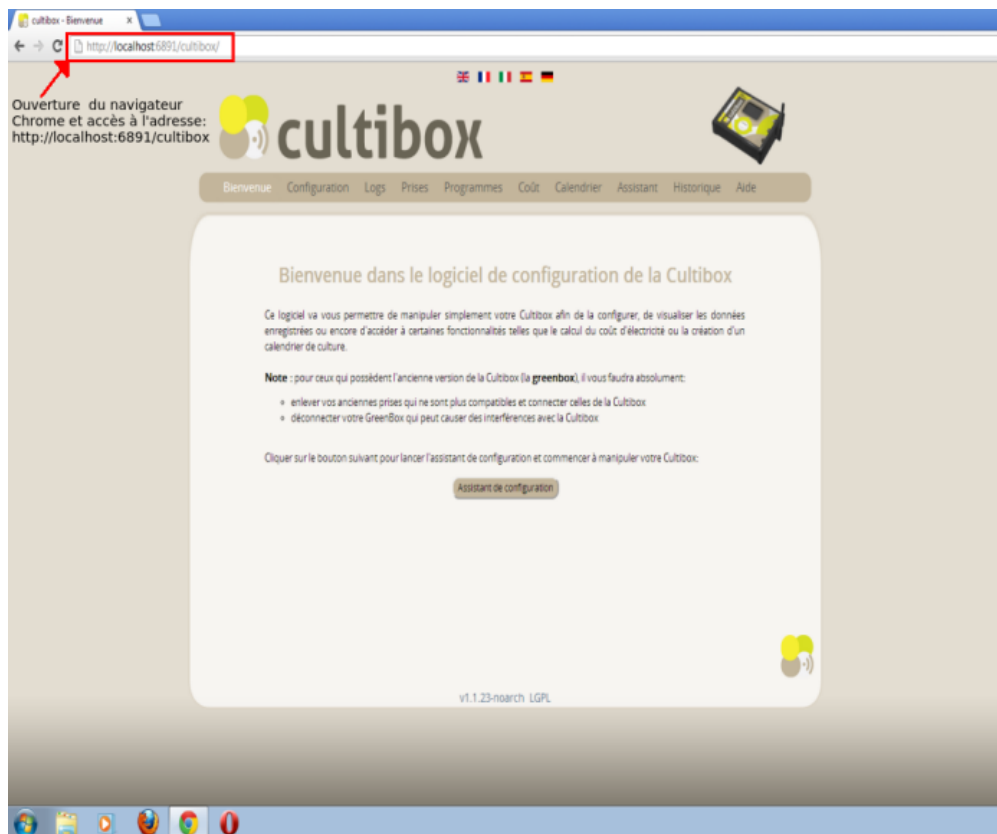 cultibox - Bienvenue
http://localhost:6891/cultibox/
Ouverture du navigateur
Chrome et accès à l'adresse:
http://localhost:6891/cultibox
cultibox
Bienvenue Configuration Logs Prises Programmes Coût Calendrier Assistant Historique Aide
Bienvenue dans le logiciel de configuration de la Cultibox
Ce logiciel va vous permettre de manipuler simplement votre Cultibox afin de la configurer, de visualiser les données
enregistrées ou encore d'accéder à certaines fonctionnalités telles que le calcul du coût d'électricité ou la création d'un
calendrier de culture.
Note : pour ceux qui possèdent l'ancienne version de la Cultibox (la greenbox), il vous faudra absolument:
enlever vos anciennes prises qui ne sont plus compatibles et connecter celles de la Cultibox
déconnecter votre GreenBox qui peut causer des interférences avec la Cultibox
Cliquer sur le bouton suivant pour lancer l'assistant de configuration et commencer à manipuler votre Cultibox:
Assistant de configuration
v1.1.23-noarch LGPL